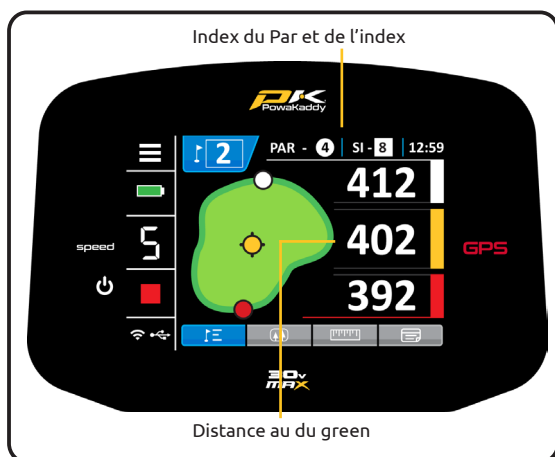 Index du Par et de l’index
PK
PowaKaddy
2 PAR - 4 SI - 8 12:59
412
speed 5 402 GPS
392
30v
MAX
Distance au du green